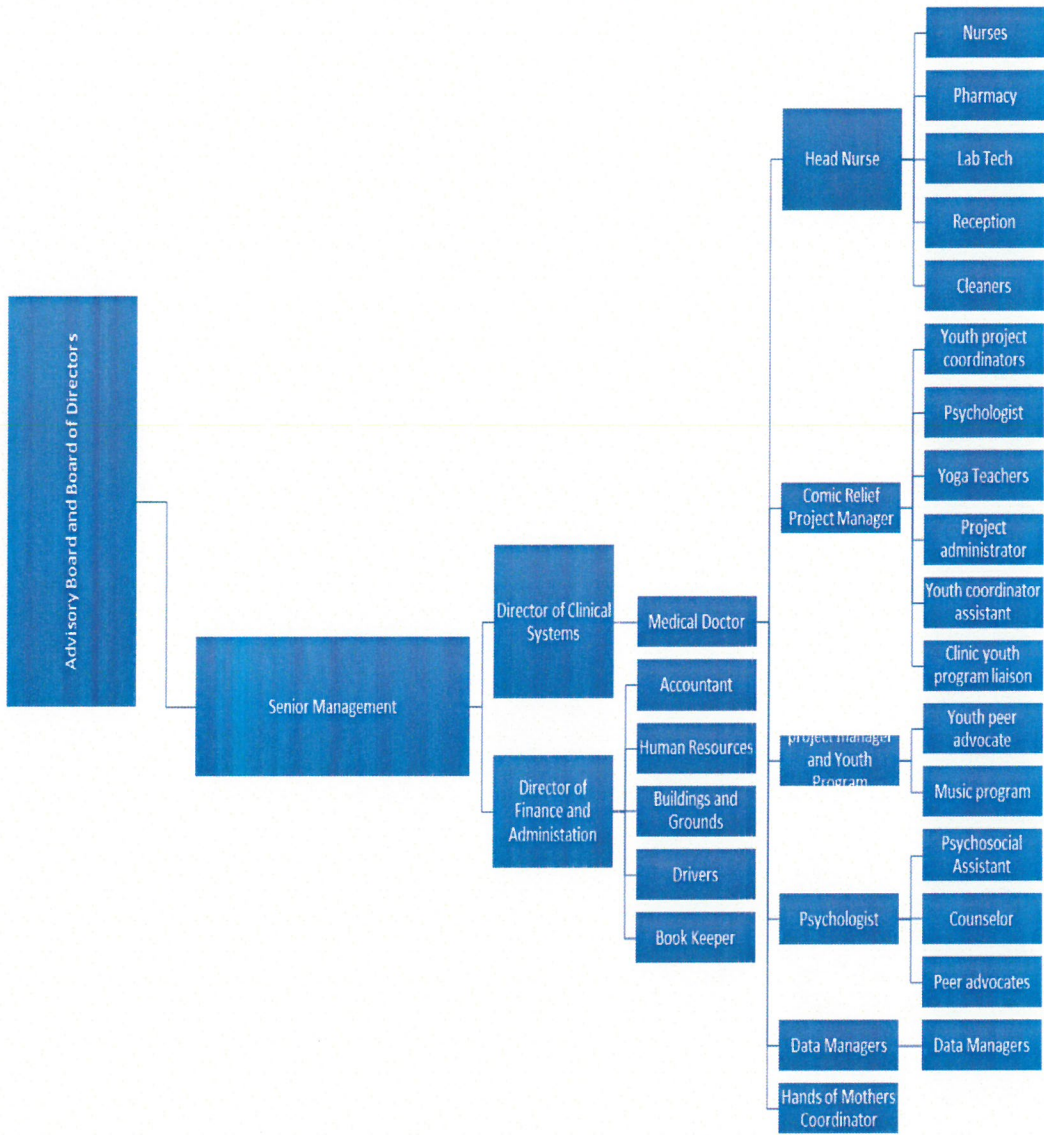 Advisory Board and Board of Directors
Senior Management
Director of Clinical
Systems
Director of
Finance and
Administation
Medical Doctor
Accountant
Human Resources
Buildings and
Grounds
Drivers
Book Keeper
Head Nurse
Comic Relief
Project Manager
project manager
and Youth
Program
Psychologist
Data Managers
Hands of Mothers
Coordinator
Nurses
Pharmacy
Lab Tech
Reception
Cleaners
Youth project
coordinators
Psychologist
Yoga Teachers
Project
administrator
Youth coordinator
assistant
Clinic youth
program liaison
Youth peer
advocate
Music program
Psychosocial
Assistant
Counselor
Peer advocates
Data Managers